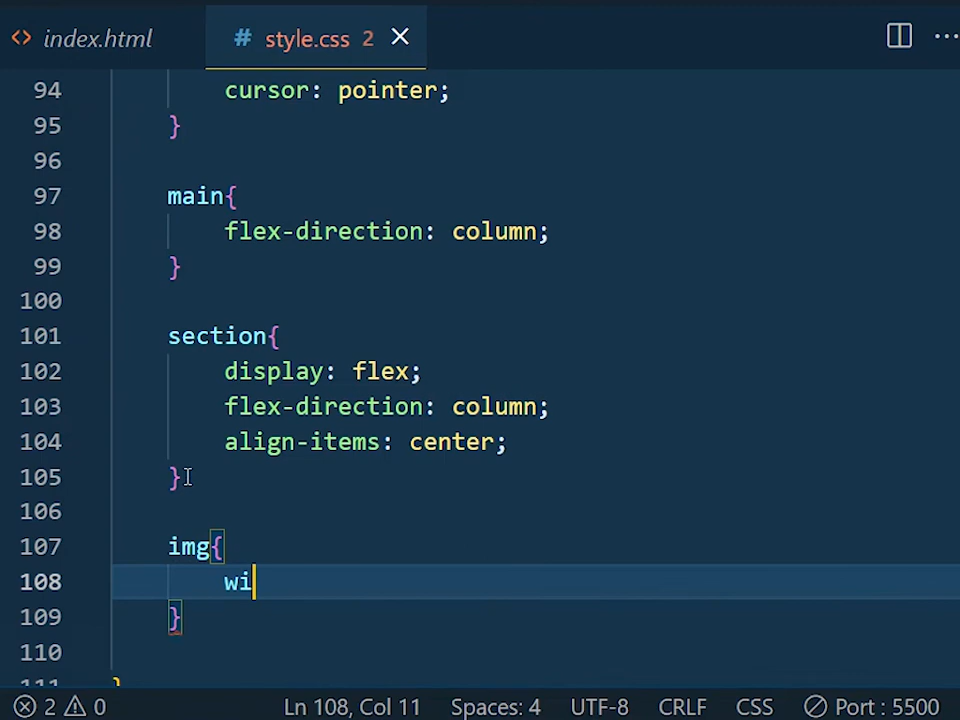 <> index.html # style.css 2 ×
94 cursor: pointer;
95 }
96
97 main{
98 flex-direction: column;
99 }
100
101 section{
102 display: flex;
103 flex-direction: column;
104 align-items: center;
105 }
106
107 img{
108 wi
109 }
110
111 }
2 0 Ln 108, Col 11 Spaces: 4 UTF-8 CRLF CSS Port : 5500